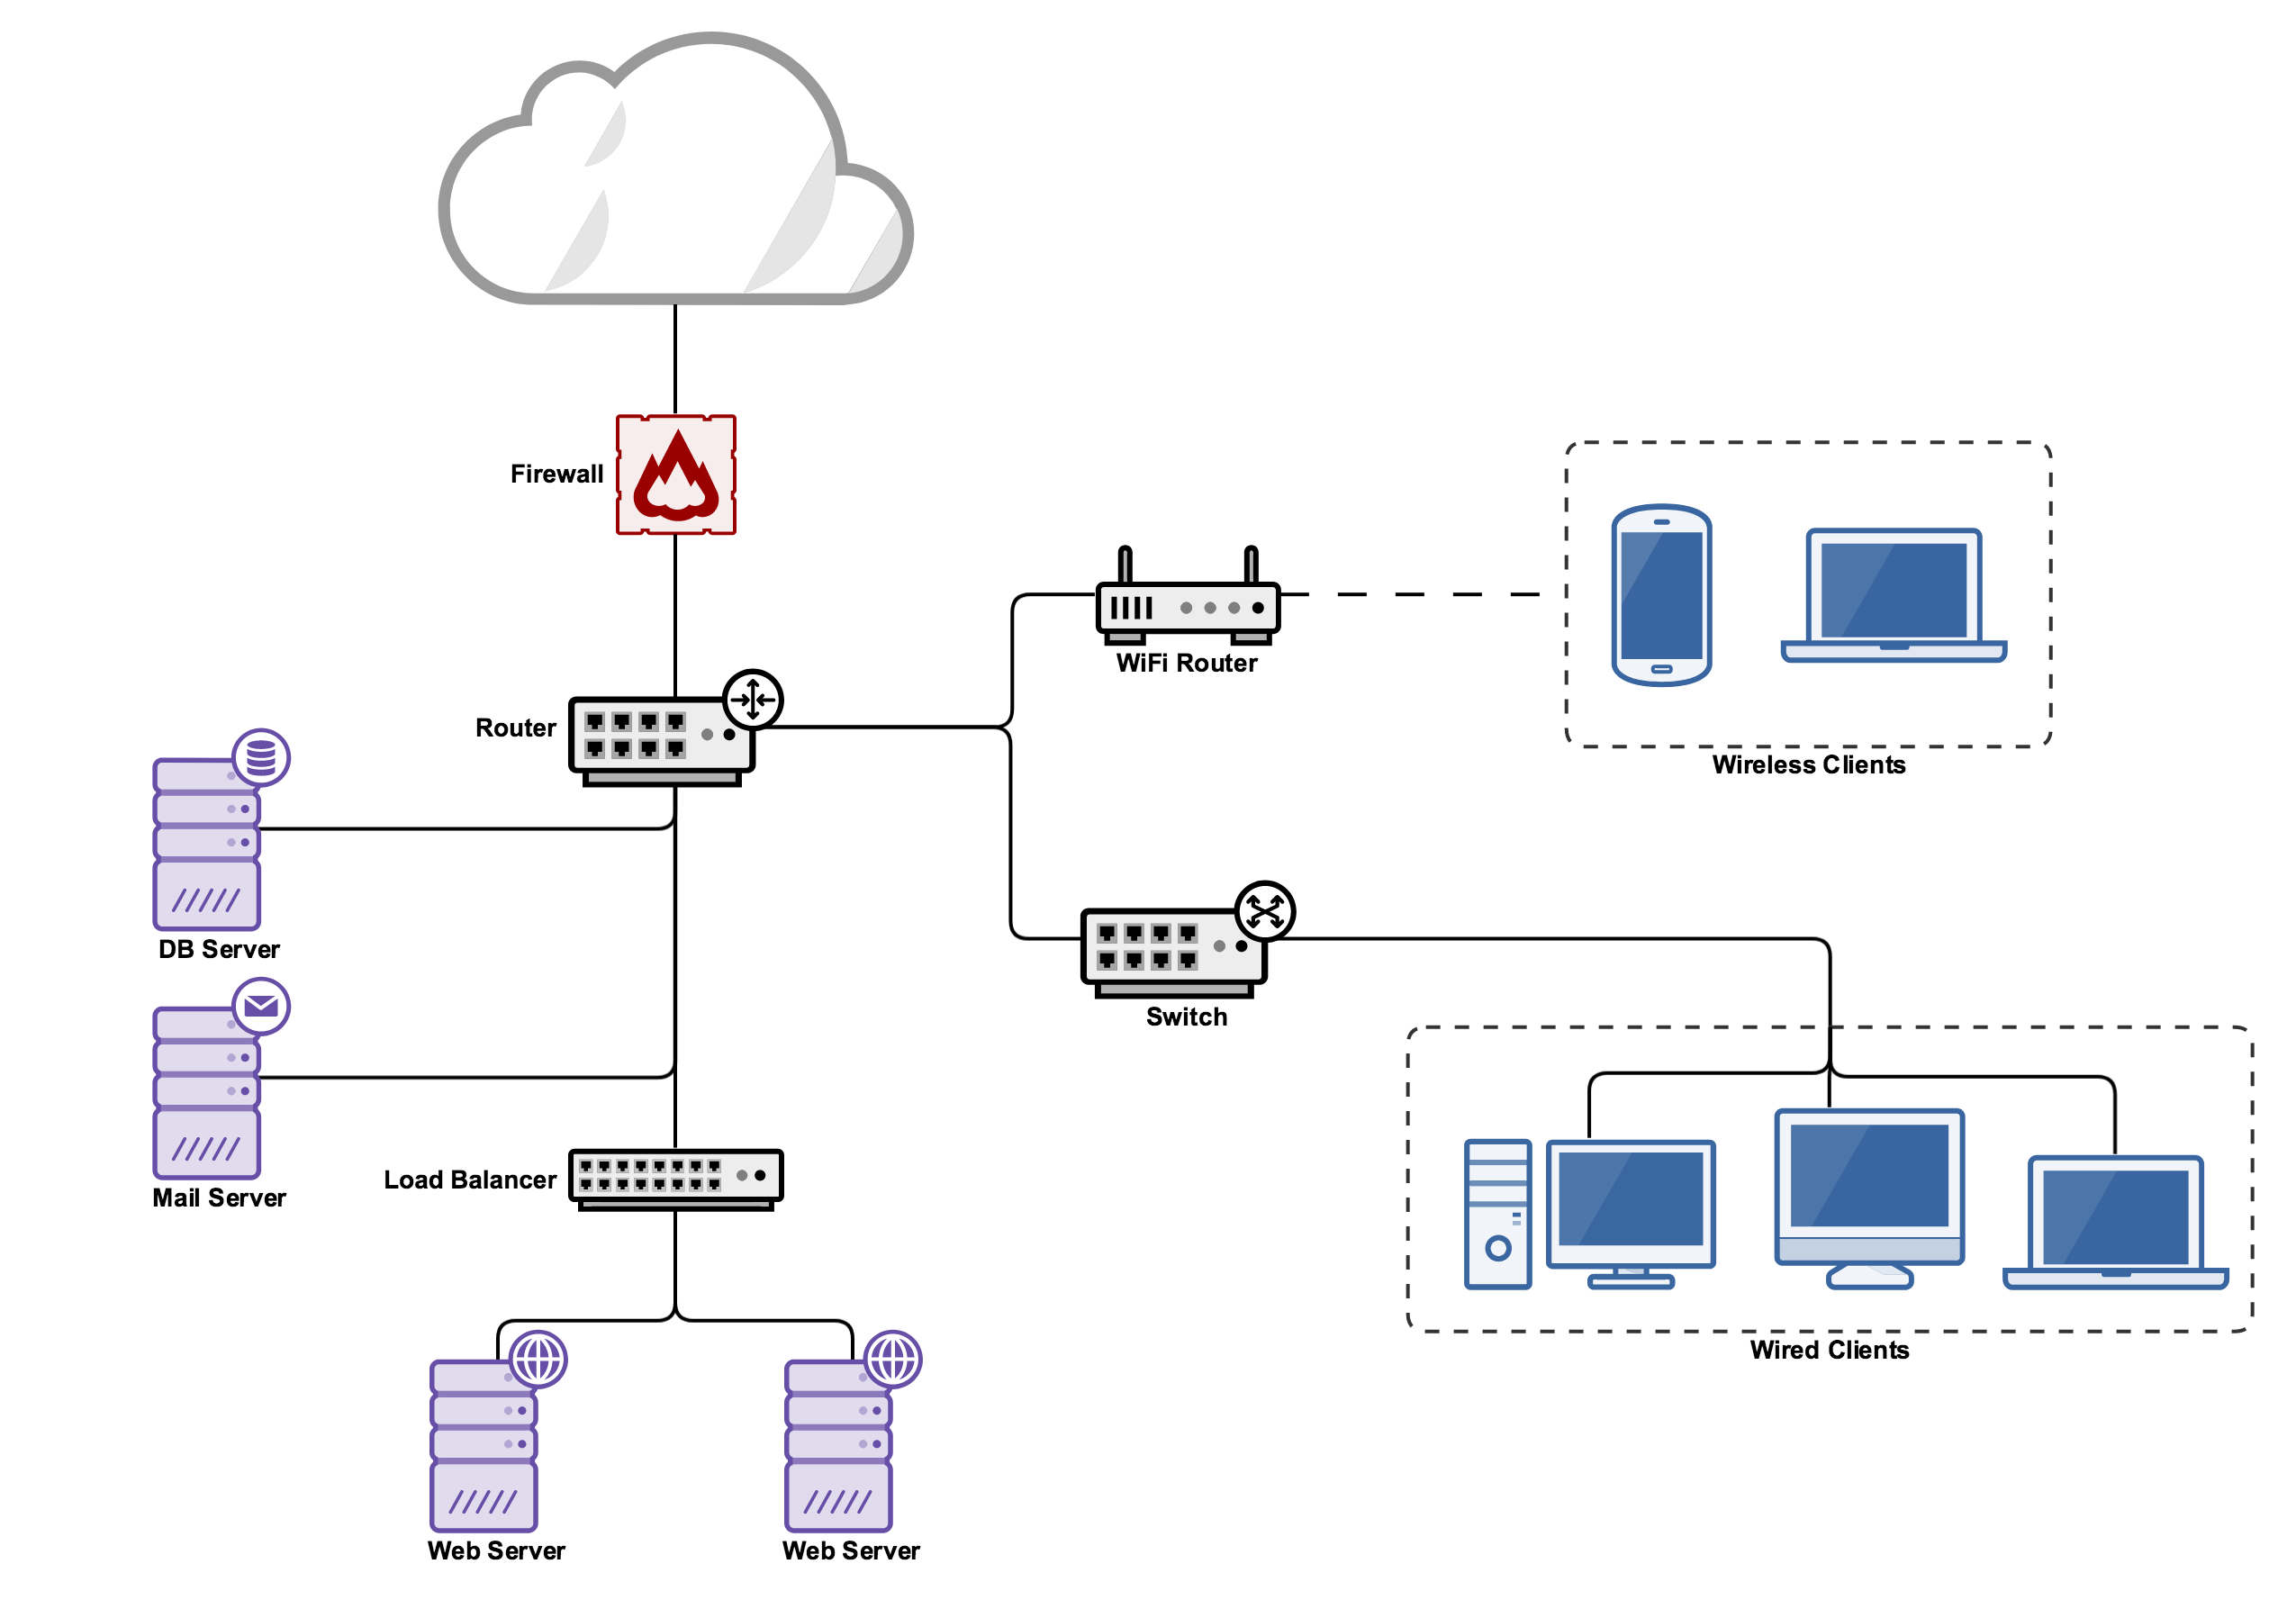 Firewall
WiFi Router
Router
Wireless Clients
DB Server
Switch
Mail Server
Load Balancer
Wired Clients
Web Server
Web Server